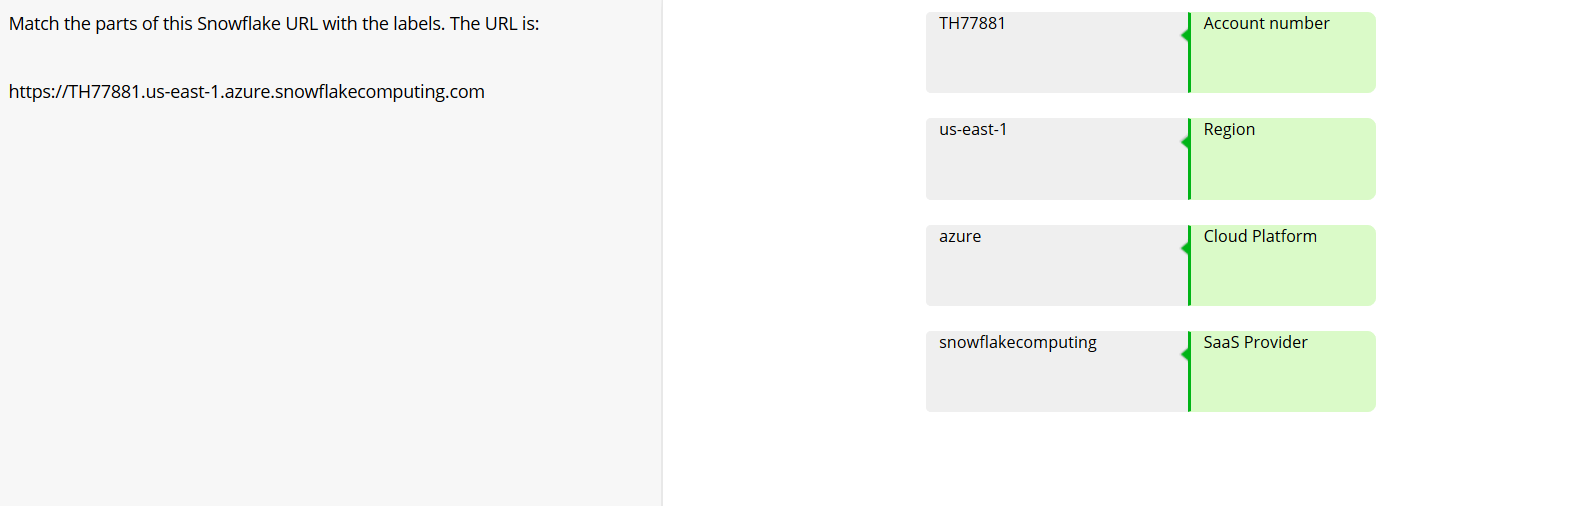 Match the parts of this Snowflake URL with the labels. The URL is:
https://TH77881.us-east-1.azure.snowflakecomputing.com
TH77881
Account number
us-east-1
Region
azure
Cloud Platform
snowflakecomputing
SaaS Provider